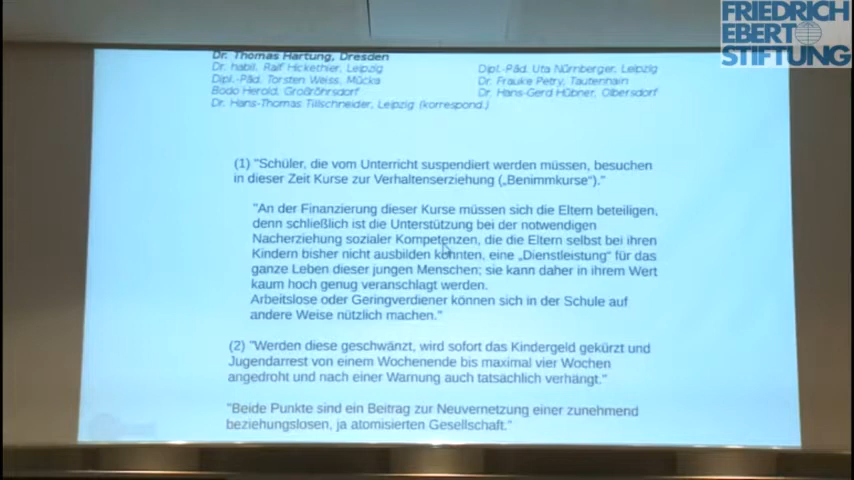 FRIEDRICH
EBERT
STIFTUNG
Dr. Thomas Hartung, Dresden
Dr. habil. Ralf Hickethier, Leipzig
Dipl.-Päd. Uta Nürnberger, Leipzig
Dipl.-Päd. Torsten Weiss, Mücka
Dr. Frauke Petry, Tautenhain
Bodo Herold, Großröhrsdorf
Dr. Hans-Gerd Hübner, Olbersdorf
Dr. Hans-Thomas Tillschneider, Leipzig (korrespond.)
(1) "Schüler, die vom Unterricht suspendiert werden müssen, besuchen
in dieser Zeit Kurse zur Verhaltenserziehung („Benimmkurse“)."
"An der Finanzierung dieser Kurse müssen sich die Eltern beteiligen,
denn schließlich ist die Unterstützung bei der notwendigen
Nacherziehung sozialer Kompetenzen, die die Eltern selbst bei ihren
Kindern bisher nicht ausbilden konnten, eine „Dienstleistung“ für das
ganze Leben dieser jungen Menschen; sie kann daher in ihrem Wert
kaum hoch genug veranschlagt werden.
Arbeitslose oder Geringverdiener können sich in der Schule auf
andere Weise nützlich machen."
(2) "Werden diese geschwänzt, wird sofort das Kindergeld gekürzt und
Jugendarrest von einem Wochenende bis maximal vier Wochen
angedroht und nach einer Warnung auch tatsächlich verhängt."
"Beide Punkte sind ein Beitrag zur Neuvernetzung einer zunehmend
beziehungslosen, ja atomisierten Gesellschaft."